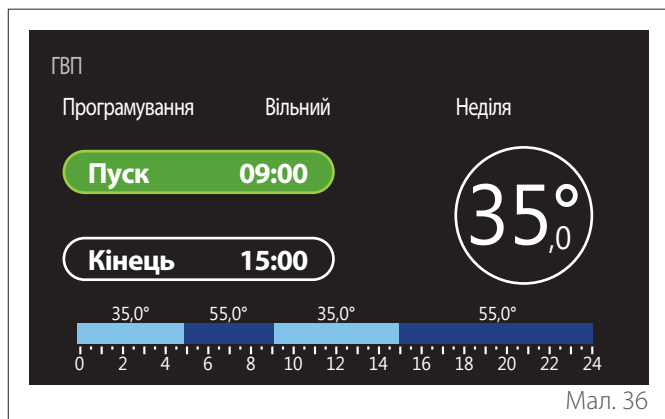 ГВП
Програмування Вільний Неділя
Пуск 09:00
35,0°
Кінець 15:00
35,0° 55,0° 35,0° 55,0°
0 2 4 6 8 10 12 14 16 18 20 22 24
Мал. 36